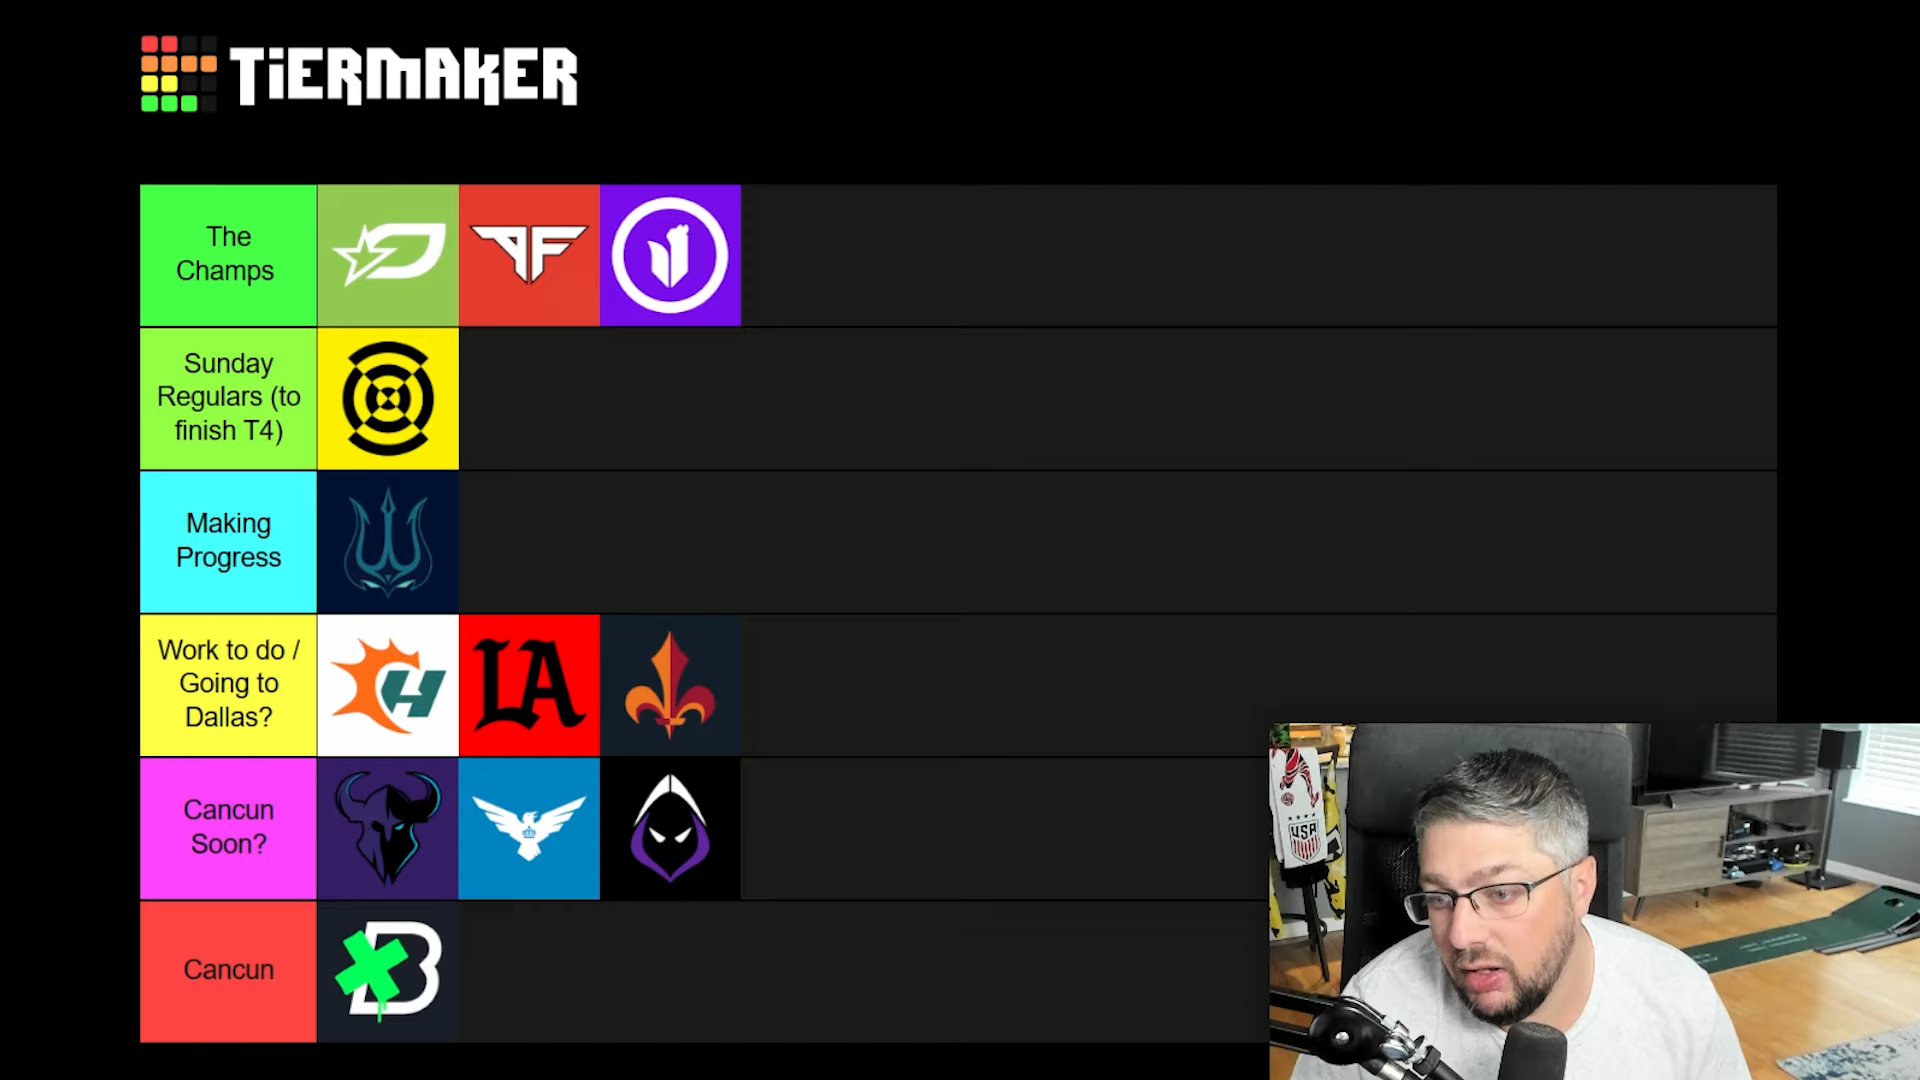 TiERMAKER
The
Champs
Sunday
Regulars (to
finish T4)
Making
Progress
Work to do /
Going to
Dallas?
H
LA
Cancun
Soon?
Cancun
B
USA